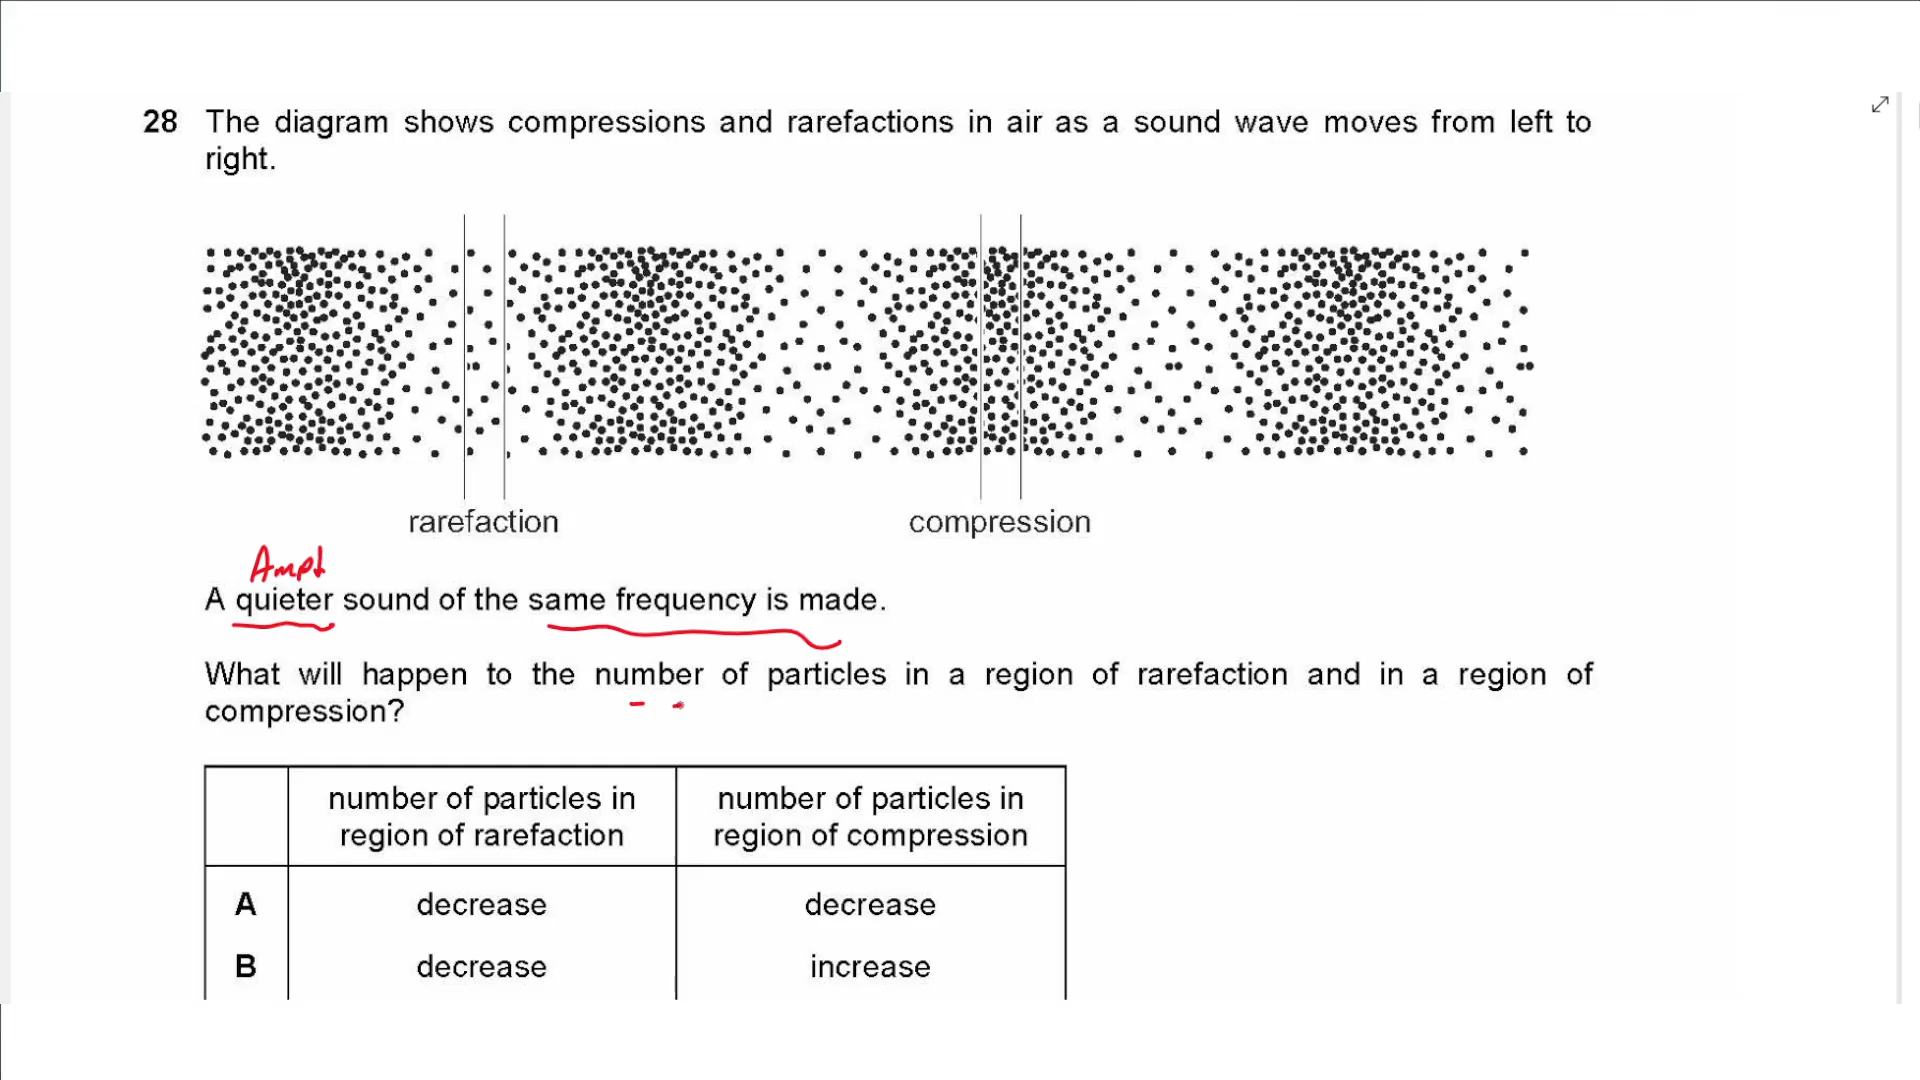 28 The diagram shows compressions and rarefactions in air as a sound wave moves from left to
right.
rarefaction compression
Ampt
A quieter sound of the same frequency is made.
What will happen to the number of particles in a region of rarefaction and in a region of
compression?
number of particles in number of particles in
region of rarefaction region of compression
A decrease decrease
B decrease increase